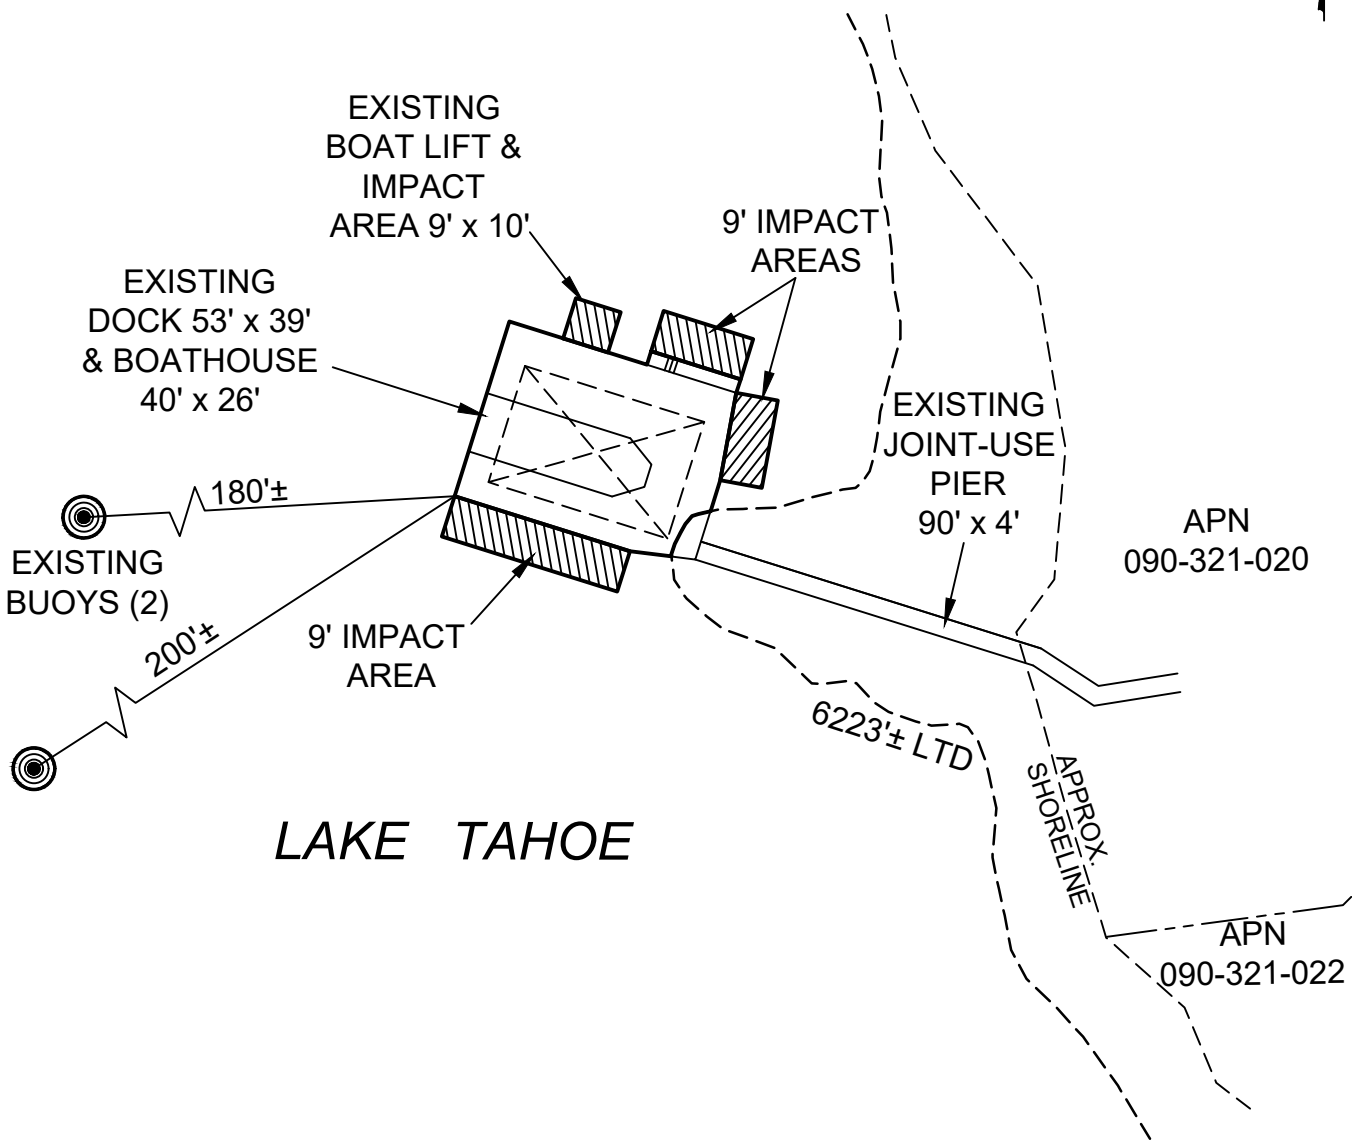 EXISTING
BOAT LIFT &
IMPACT
AREA 9' x 10'
9' IMPACT
AREAS
EXISTING
DOCK 53' x 39'
& BOATHOUSE
40' x 26'
EXISTING
JOINT-USE
PIER
90' x 4'
180'±
APN
090-321-020
EXISTING
BUOYS (2)
200'±
9' IMPACT
AREA
6223'± LTD
APPROX.
SHORELINE
LAKE TAHOE
APN
090-321-022